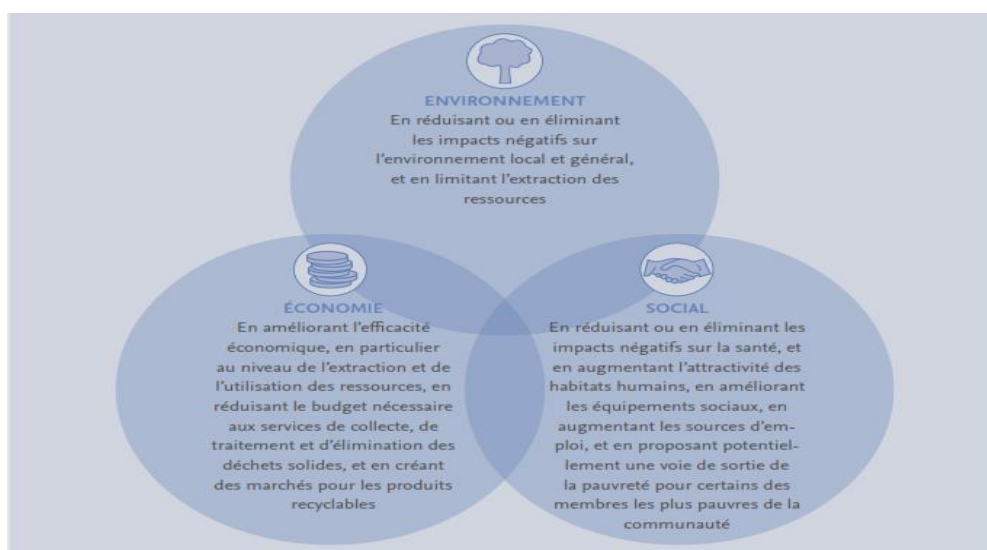 ENVIRONNEMENT
En réduisant ou en éliminant
les impacts négatifs sur
l'environnement local et général,
et en limitant l'extraction des
ressources
ÉCONOMIE
En améliorant l'efficacité
économique, en particulier
au niveau de l'extraction et de
l'utilisation des ressources, en
réduisant le budget nécessaire
aux services de collecte, de
traitement et d'élimination des
déchets solides, et en créant
des marchés pour les produits
recyclables
SOCIAL
En réduisant ou en éliminant les
impacts négatifs sur la santé, et
en augmentant l'attractivité des
habitats humains, en améliorant
les équipements sociaux, en
augmentant les sources d'em-
ploi, et en proposant potentiel-
lement une voie de sortie de
la pauvreté pour certains des
membres les plus pauvres de la
communauté